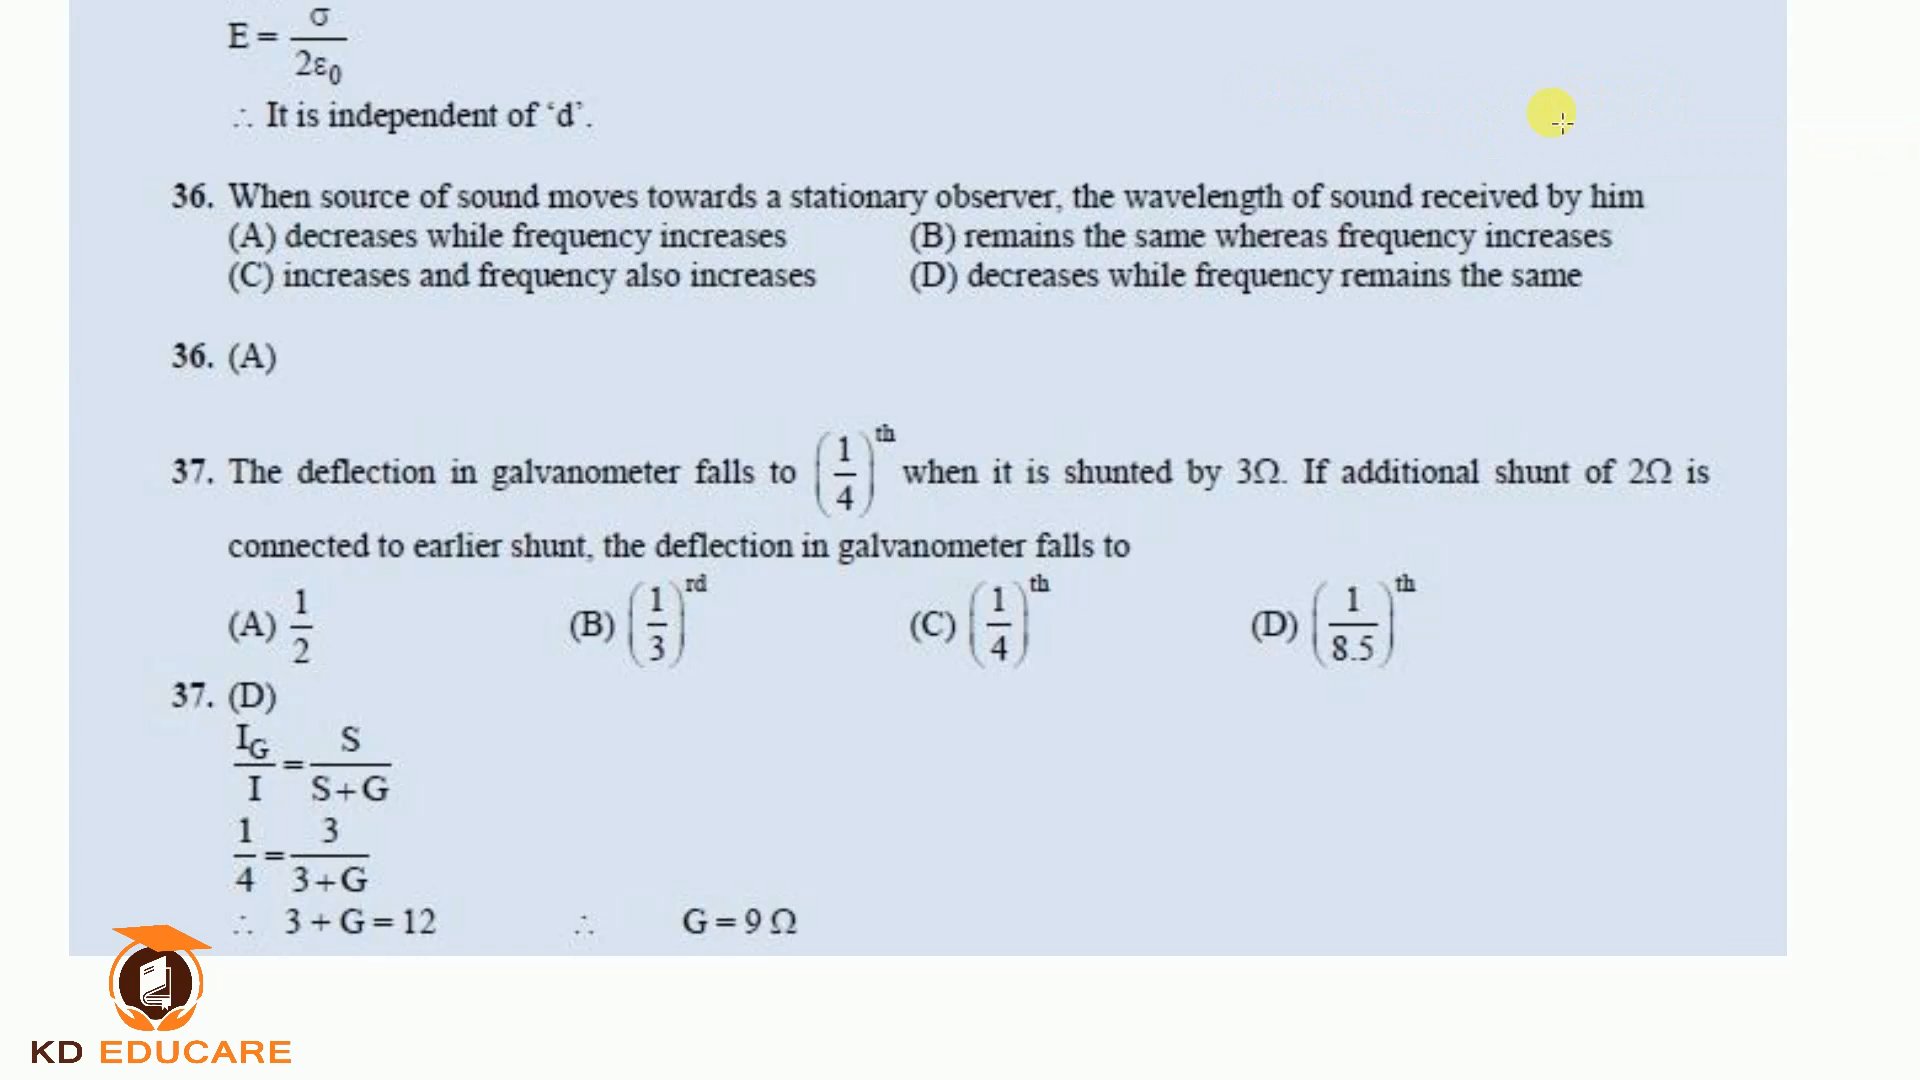 E = σ / 2ε₀
∴ It is independent of ‘d’.
36. When source of sound moves towards a stationary observer, the wavelength of sound received by him
(A) decreases while frequency increases (B) remains the same whereas frequency increases
(C) increases and frequency also increases (D) decreases while frequency remains the same
36. (A)
37. The deflection in galvanometer falls to (1/4)^th when it is shunted by 3Ω. If additional shunt of 2Ω is
connected to earlier shunt, the deflection in galvanometer falls to
(A) 1/2 (B) (1/3)^rd (C) (1/4)^th (D) (1/8.5)^th
37. (D)
I_G / I = S / S+G
1/4 = 3 / 3+G
∴ 3 + G = 12 ∴ G = 9 Ω
KD EDUCARE